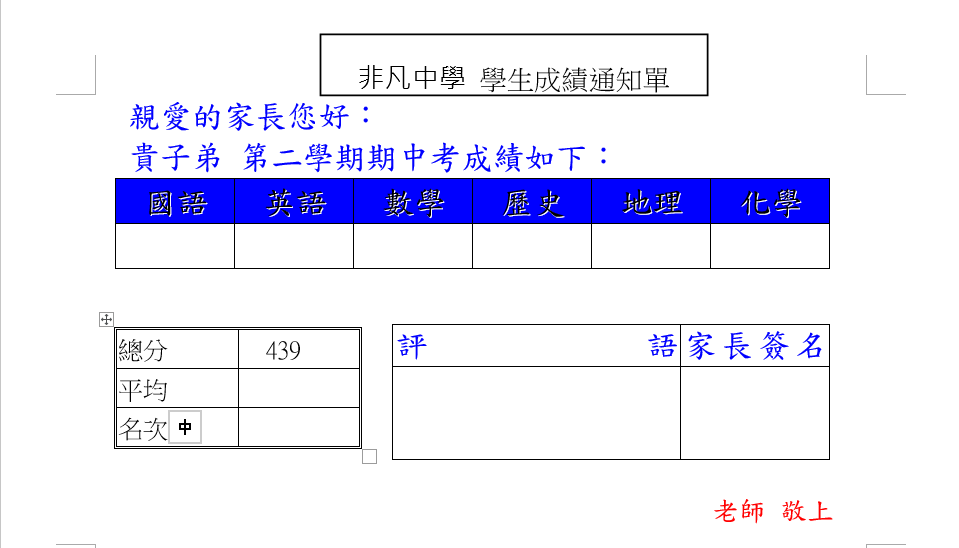 非凡中學 學生成績通知單
親愛的家長您好：
貴子弟 第二學期期中考成績如下：
國語 英語 數學 歷史 地理 化學
總分 439
平均
名次 中
評 語 家長簽名
老師 敬上